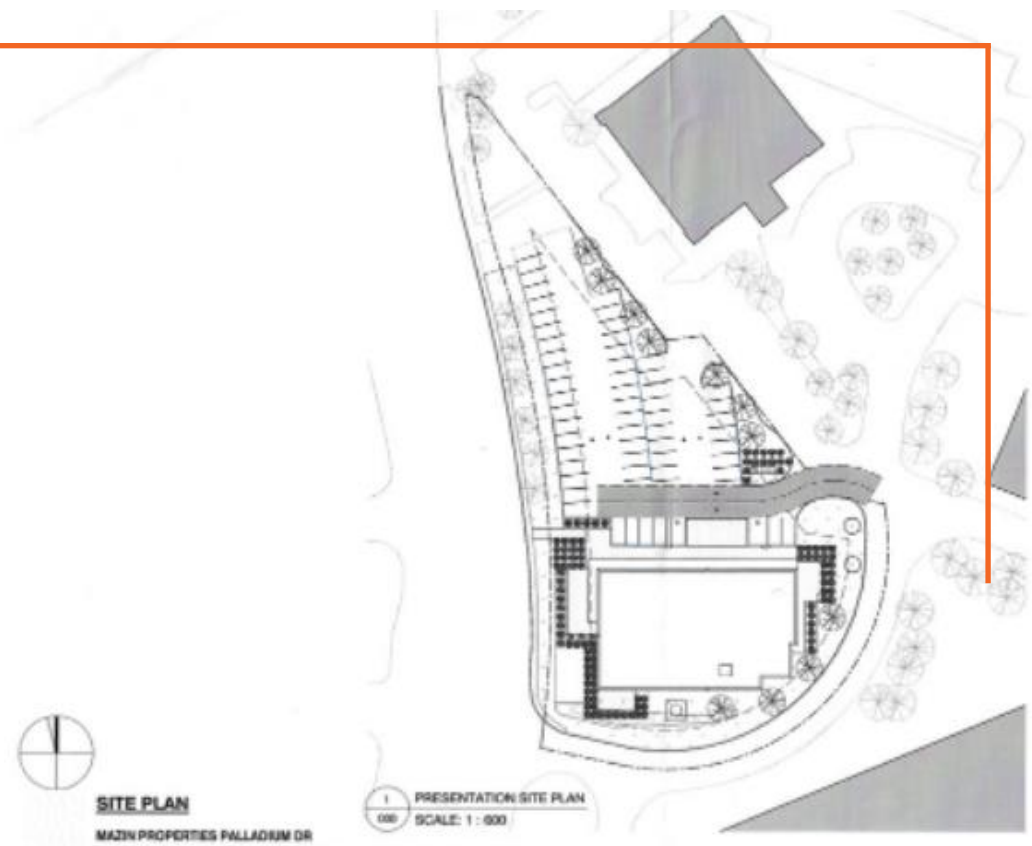 SITE PLAN
MAZIN PROPERTIES PALLADIUM DR
1
000
PRESENTATION SITE PLAN
SCALE: 1 : 600